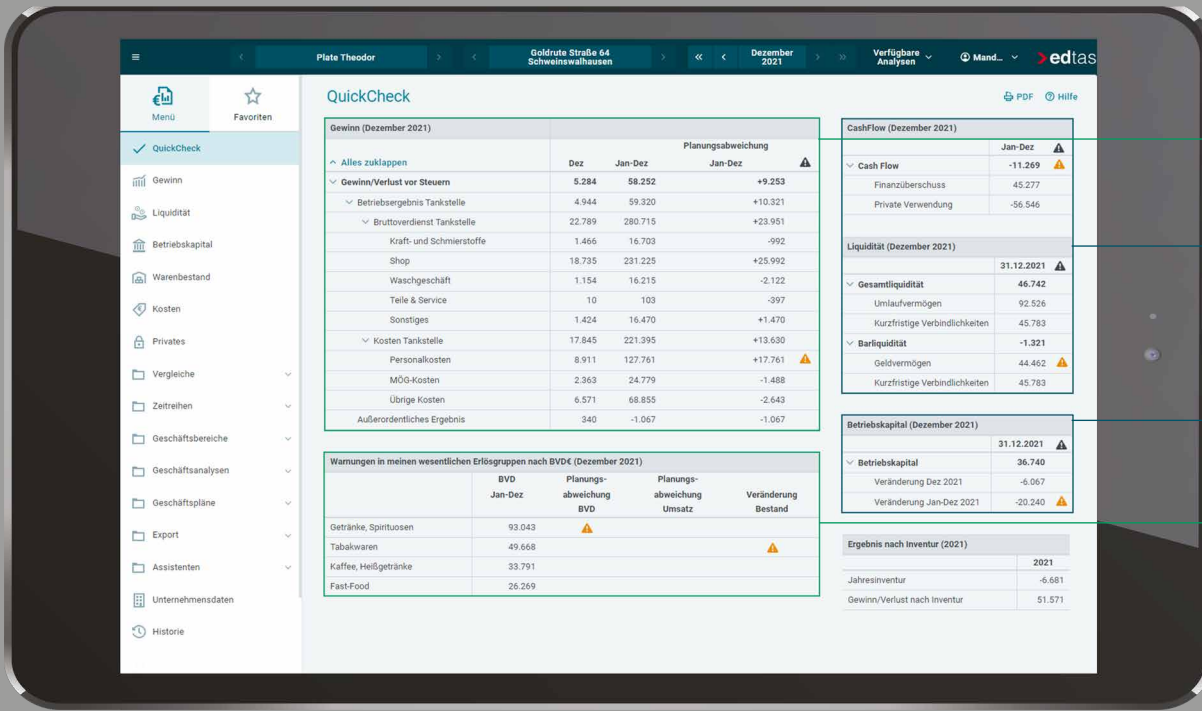 Plate Theodor
Goldrute Straße 64
Schweinswalhausen
Dezember
2021
Verfügbare
Analysen
Mand...
edtas
Menü
Favoriten
QuickCheck
Gewinn
Liquidität
Betriebskapital
Warenbestand
Kosten
Privates
Vergleiche
Zeitreihen
Geschäftsbereiche
Geschäftsanalysen
Geschäftspläne
Export
Assistenten
Unternehmensdaten
Historie
QuickCheck
PDF Hilfe
Gewinn (Dezember 2021)
Planungsabweichung
Alles zuklappen Dez Jan-Dez Jan-Dez
Gewinn/Verlust vor Steuern 5.284 58.252 +9.253
Betriebsergebnis Tankstelle 4.944 59.320 +10.321
Bruttoverdienst Tankstelle 22.789 280.715 +23.951
Kraft- und Schmierstoffe 1.466 16.703 -992
Shop 18.735 231.225 +25.992
Waschgeschäft 1.154 16.215 -2.122
Teile & Service 10 103 -397
Sonstiges 1.424 16.470 +1.470
Kosten Tankstelle 17.845 221.395 +13.630
Personalkosten 8.911 127.761 +17.761
MÖG-Kosten 2.363 24.779 -1.488
Übrige Kosten 6.571 68.855 -2.643
Außerordentliches Ergebnis 340 -1.067 -1.067
Warnungen in meinen wesentlichen Erlösgruppen nach BVD€ (Dezember 2021)
BVD Planungs- Planungs-
Jan-Dez abweichung abweichung Veränderung
BVD Umsatz Bestand
Getränke, Spirituosen 93.043
Tabakwaren 49.668
Kaffee, Heißgetränke 33.791
Fast-Food 26.269
CashFlow (Dezember 2021)
Jan-Dez
Cash Flow -11.269
Finanzüberschuss 45.277
Private Verwendung -56.546
Liquidität (Dezember 2021)
31.12.2021
Gesamtliquidität 46.742
Umlaufvermögen 92.526
Kurzfristige Verbindlichkeiten 45.783
Barliquidität -1.321
Geldvermögen 44.462
Kurzfristige Verbindlichkeiten 45.783
Betriebskapital (Dezember 2021)
31.12.2021
Betriebskapital 36.740
Veränderung Dez 2021 -6.067
Veränderung Jan-Dez 2021 -20.240
Ergebnis nach Inventur (2021)
2021
Jahresinventur -6.681
Gewinn/Verlust nach Inventur 51.571